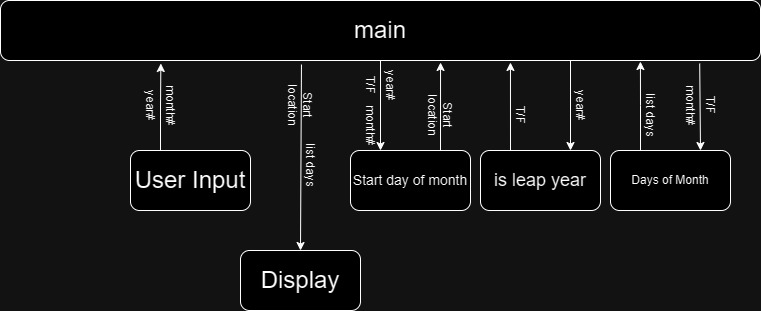 main
month#
year#
Start
location
list days
year#
T/F month#
Start
location
T/F
year#
list days
T/F
month#
User Input
Start day of month
is leap year
Days of Month
Display